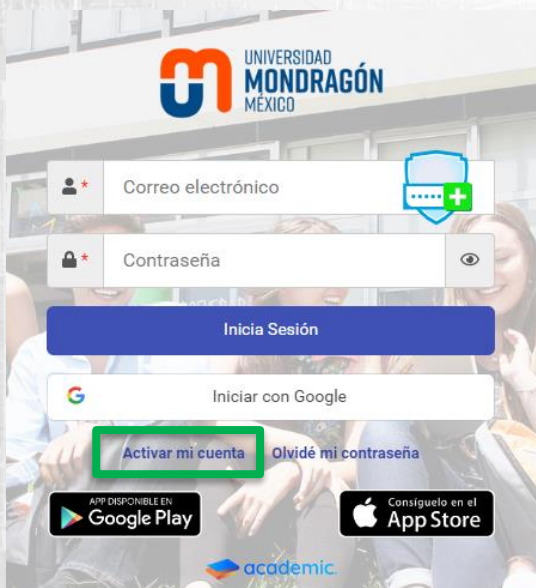 UNIVERSIDAD
MONDRAGÓN
MÉXICO
* Correo electrónico
* Contraseña
Inicia Sesión
Iniciar con Google
Activar mi cuenta Olvidé mi contraseña
APP DISPONIBLE EN
Google Play
Consíguelo en el
App Store
academic.